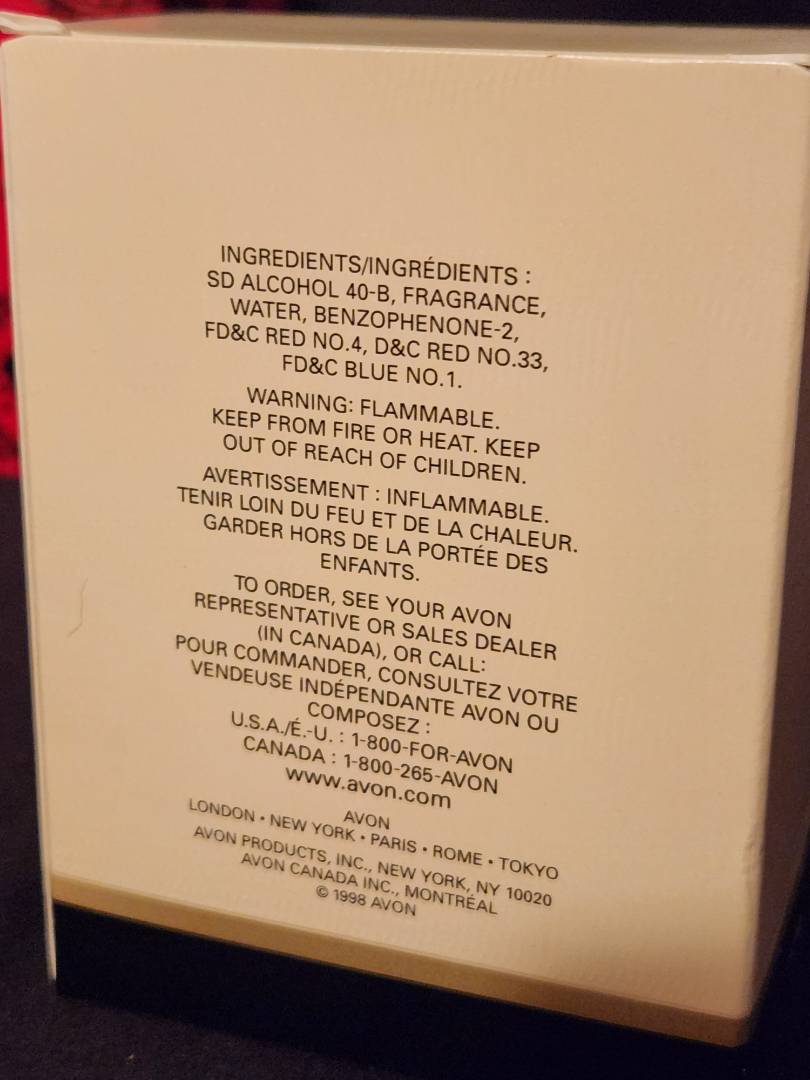 INGREDIENTS/INGRÉDIENTS :
SD ALCOHOL 40-B, FRAGRANCE,
WATER, BENZOPHENONE-2,
FD&C RED NO.4, D&C RED NO.33,
FD&C BLUE NO.1.
WARNING: FLAMMABLE.
KEEP FROM FIRE OR HEAT. KEEP
OUT OF REACH OF CHILDREN.
AVERTISSEMENT : INFLAMMABLE.
TENIR LOIN DU FEU ET DE LA CHALEUR.
GARDER HORS DE LA PORTÉE DES
ENFANTS.
TO ORDER, SEE YOUR AVON
REPRESENTATIVE OR SALES DEALER
(IN CANADA), OR CALL:
POUR COMMANDER, CONSULTEZ VOTRE
VENDEUSE INDÉPENDANTE AVON OU
COMPOSEZ :
U.S.A./É.-U. : 1-800-FOR-AVON
CANADA : 1-800-265-AVON
www.avon.com
AVON
LONDON • NEW YORK • PARIS • ROME • TOKYO
AVON PRODUCTS, INC., NEW YORK, NY 10020
AVON CANADA INC., MONTRÉAL
© 1998 AVON